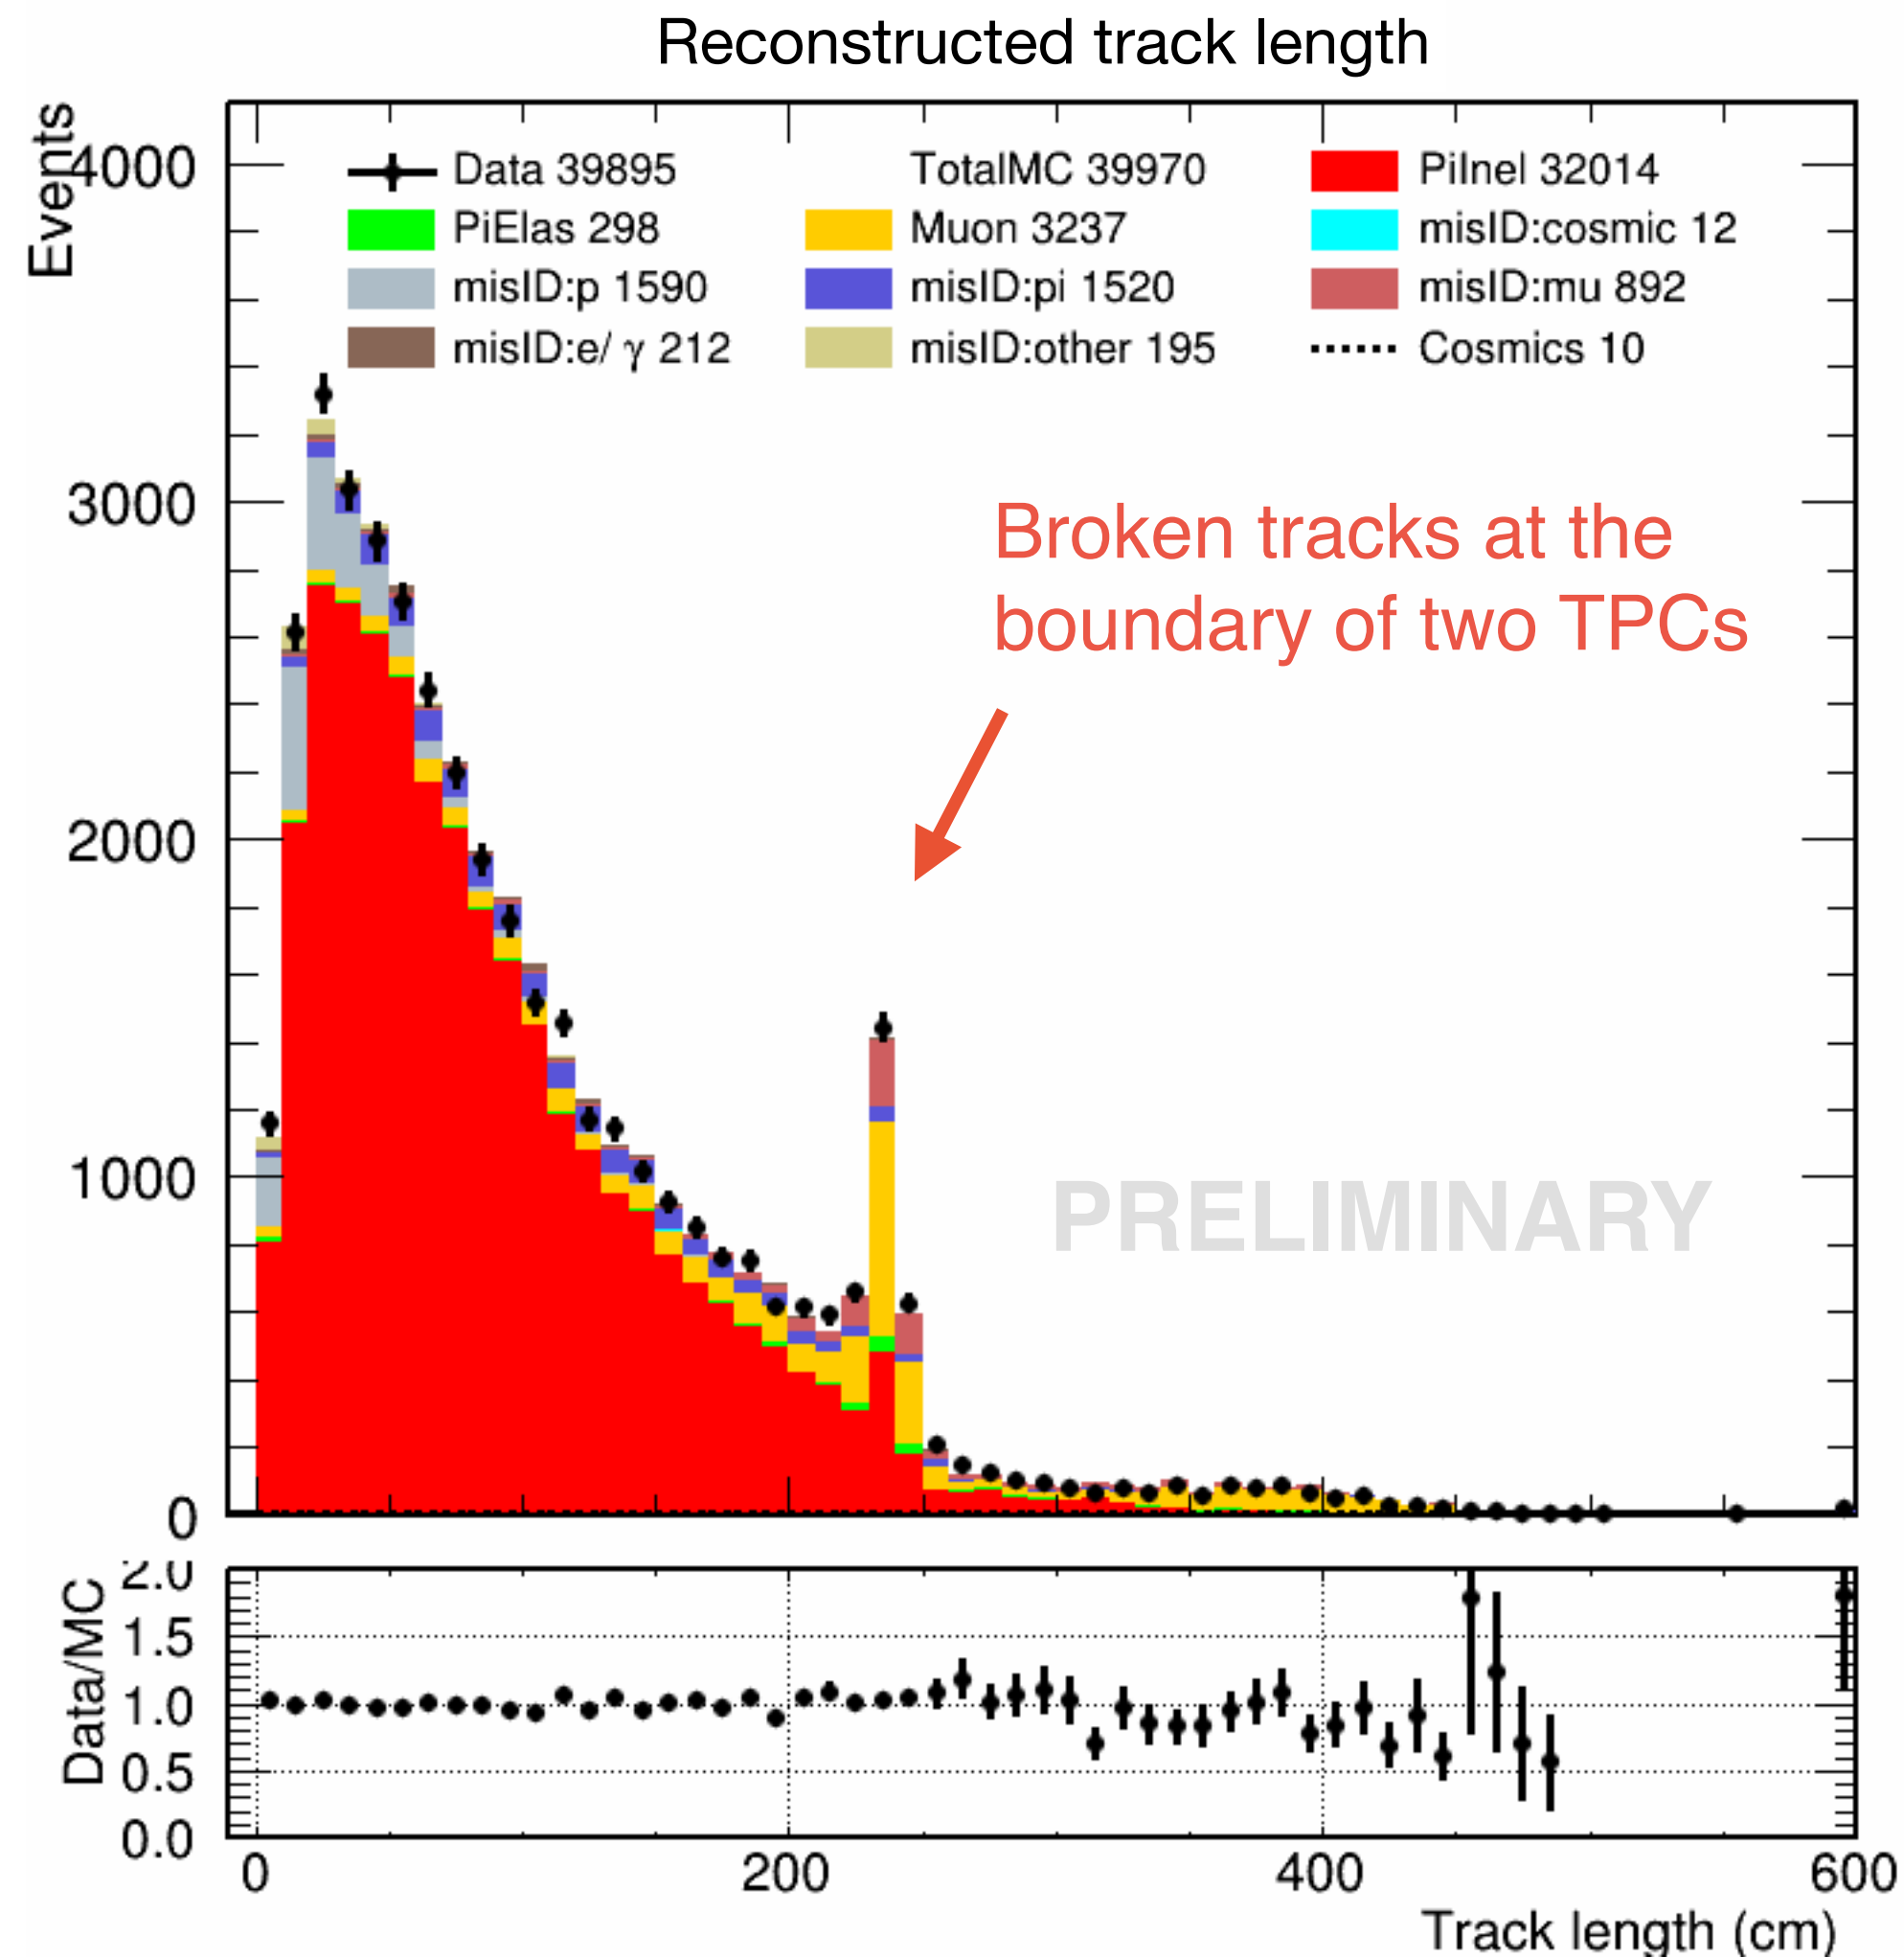 Reconstructed track length
Events
4000
3000
2000
1000
0
Data 39895
TotalMC 39970
PiInel 32014
PiElas 298
Muon 3237
misID:cosmic 12
misID:p 1590
misID:pi 1520
misID:mu 892
misID:e/ γ 212
misID:other 195
Cosmics 10
Broken tracks at the
boundary of two TPCs
PRELIMINARY
Data/MC
2.0
1.5
1.0
0.5
0.0
0
200
400
600
Track length (cm)